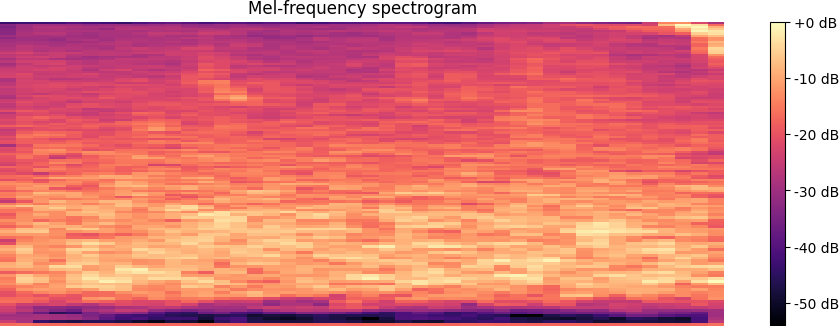 Mel-frequency spectrogram
+0 dB
-10 dB
-20 dB
-30 dB
-40 dB
-50 dB